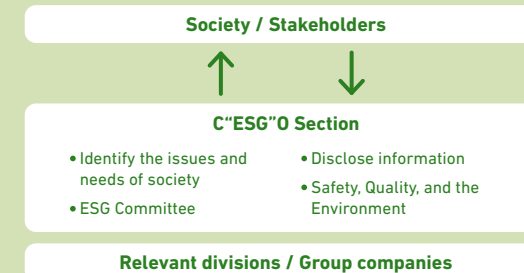 Society / Stakeholders
C“ESG”O Section
• Identify the issues and
needs of society
• ESG Committee
• Disclose information
• Safety, Quality, and the
Environment
Relevant divisions / Group companies